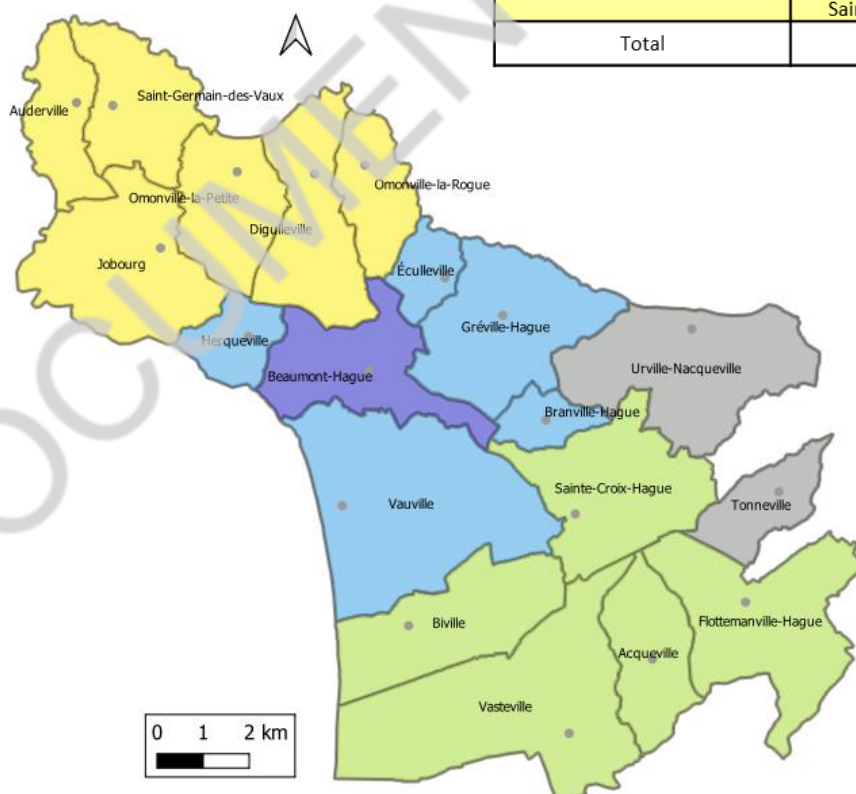 Sain
Total
OCUMEN
Auderville
Saint-Germain-des-Vaux
Omonville-la-Petite
Omonville-la-Rogue
Digulleville
Jobourg
Éculleville
Herqueville
Gréville-Hague
Beaumont-Hague
Urville-Nacqueville
Branville-Hague
Sainte-Croix-Hague
Vauville
Tonneville
Biville
Acqueville
Flottemanville-Hague
Vasteville
0 1 2 km